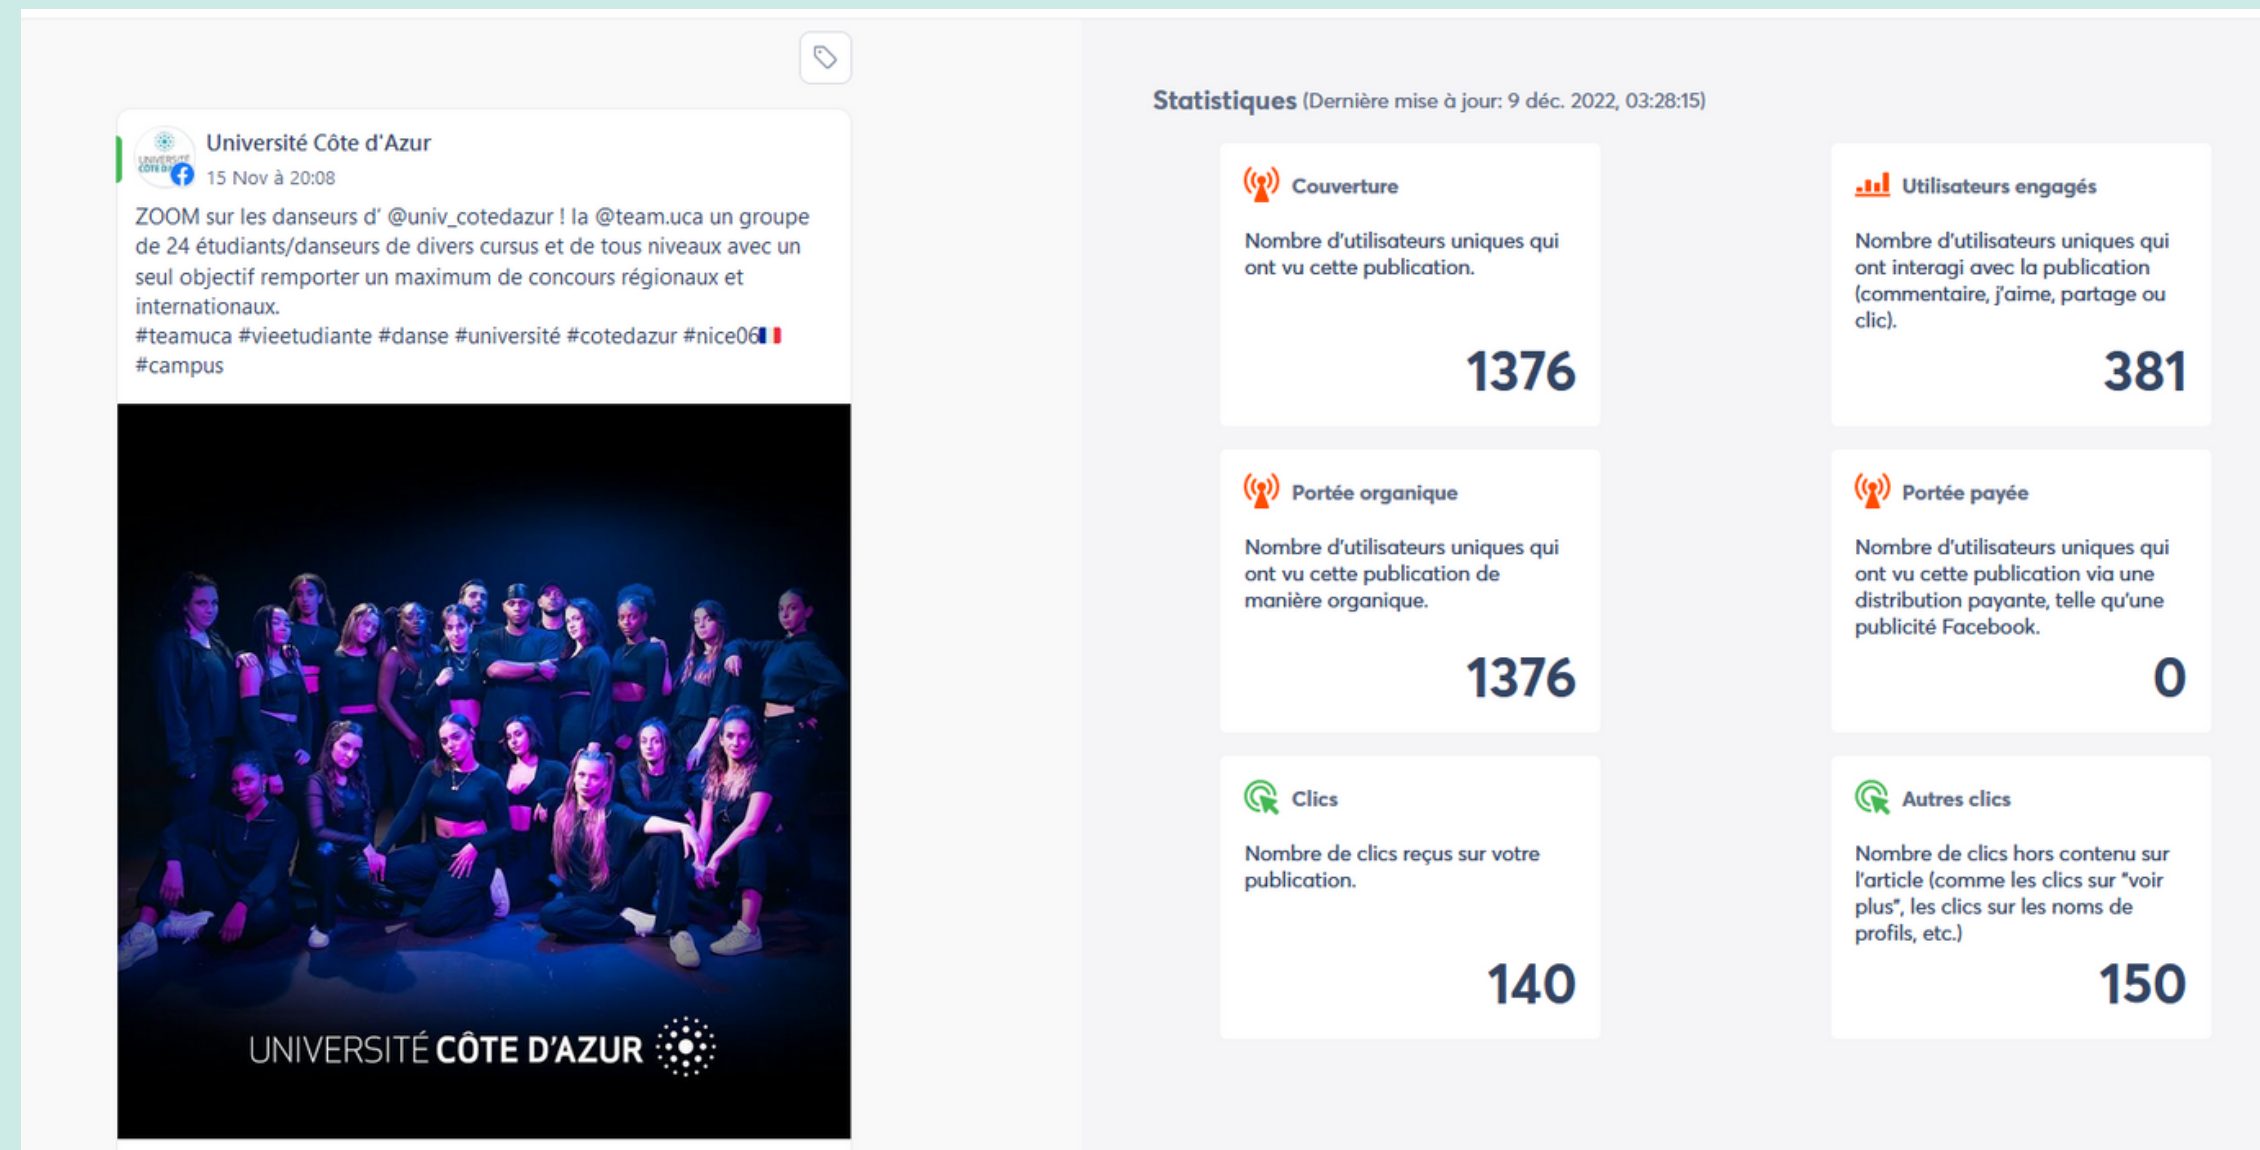 Université Côte d'Azur
15 Nov à 20:08
ZOOM sur les danseurs d’ @univ_cotedazur ! la @team.uca un groupe
de 24 étudiants/danseurs de divers cursus et de tous niveaux avec un
seul objectif remporter un maximum de concours régionaux et
internationaux.
#teamuca #vieetudiante #danse #université #cotedazur #nice06🇫🇷
#campus
UNIVERSITÉ CÔTE D'AZUR
Statistiques (Dernière mise à jour: 9 déc. 2022, 03:28:15)
Couverture
Nombre d'utilisateurs uniques qui
ont vu cette publication.
1376
Utilisateurs engagés
Nombre d'utilisateurs uniques qui
ont interagi avec la publication
(commentaire, j'aime, partage ou
clic).
381
Portée organique
Nombre d'utilisateurs uniques qui
ont vu cette publication de
manière organique.
1376
Portée payée
Nombre d'utilisateurs uniques qui
ont vu cette publication via une
distribution payante, telle qu'une
publicité Facebook.
0
Clics
Nombre de clics reçus sur votre
publication.
140
Autres clics
Nombre de clics hors contenu sur
l'article (comme les clics sur "voir
plus", les clics sur les noms de
profils, etc.)
150